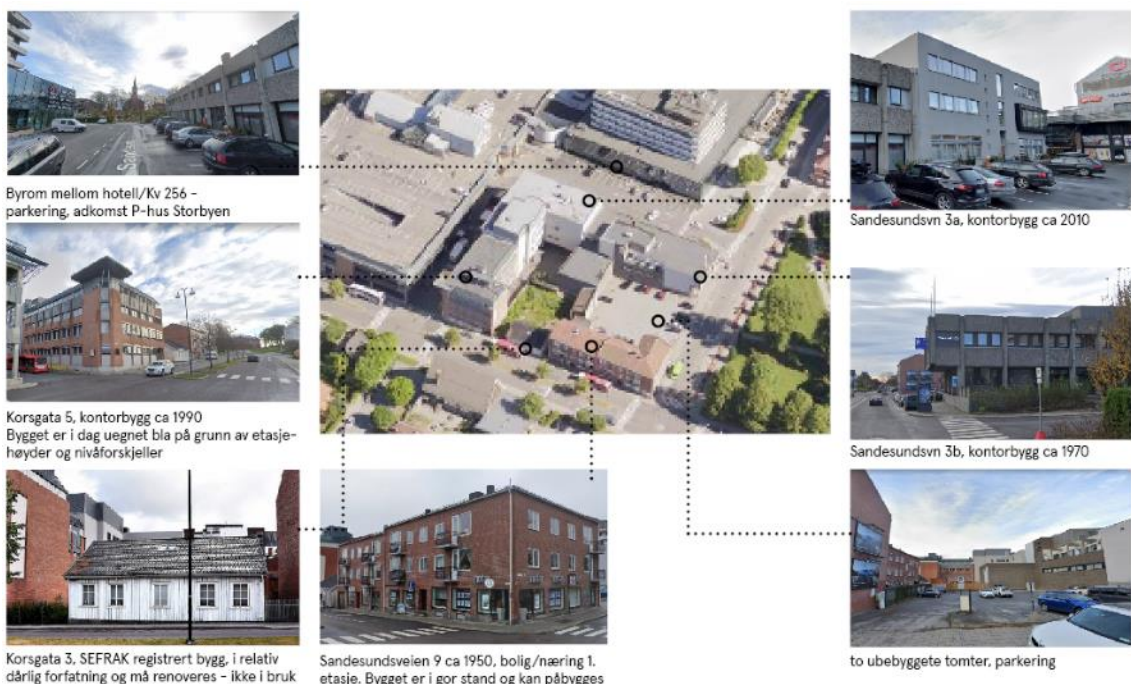 Byrom mellom hotell/Kv 256 –
parkering, adkomst P-hus Storbyen
Sandesundsvn 3a, kontorbygg ca 2010
Korsgata 5, kontorbygg ca 1990
Bygget er i dag uegnet bla på grunn av etasje-
høyder og nivåforskjeller
Sandesundsvn 3b, kontorbygg ca 1970
Korsgata 3, SEFRAK registrert bygg, i relativ
dårlig forfatning og må renoveres – ikke i bruk
Sandesundsveien 9 ca 1950, bolig/næring 1.
etasje. Bygget er i gor stand og kan påbygges
to ubebyggete tomter, parkering